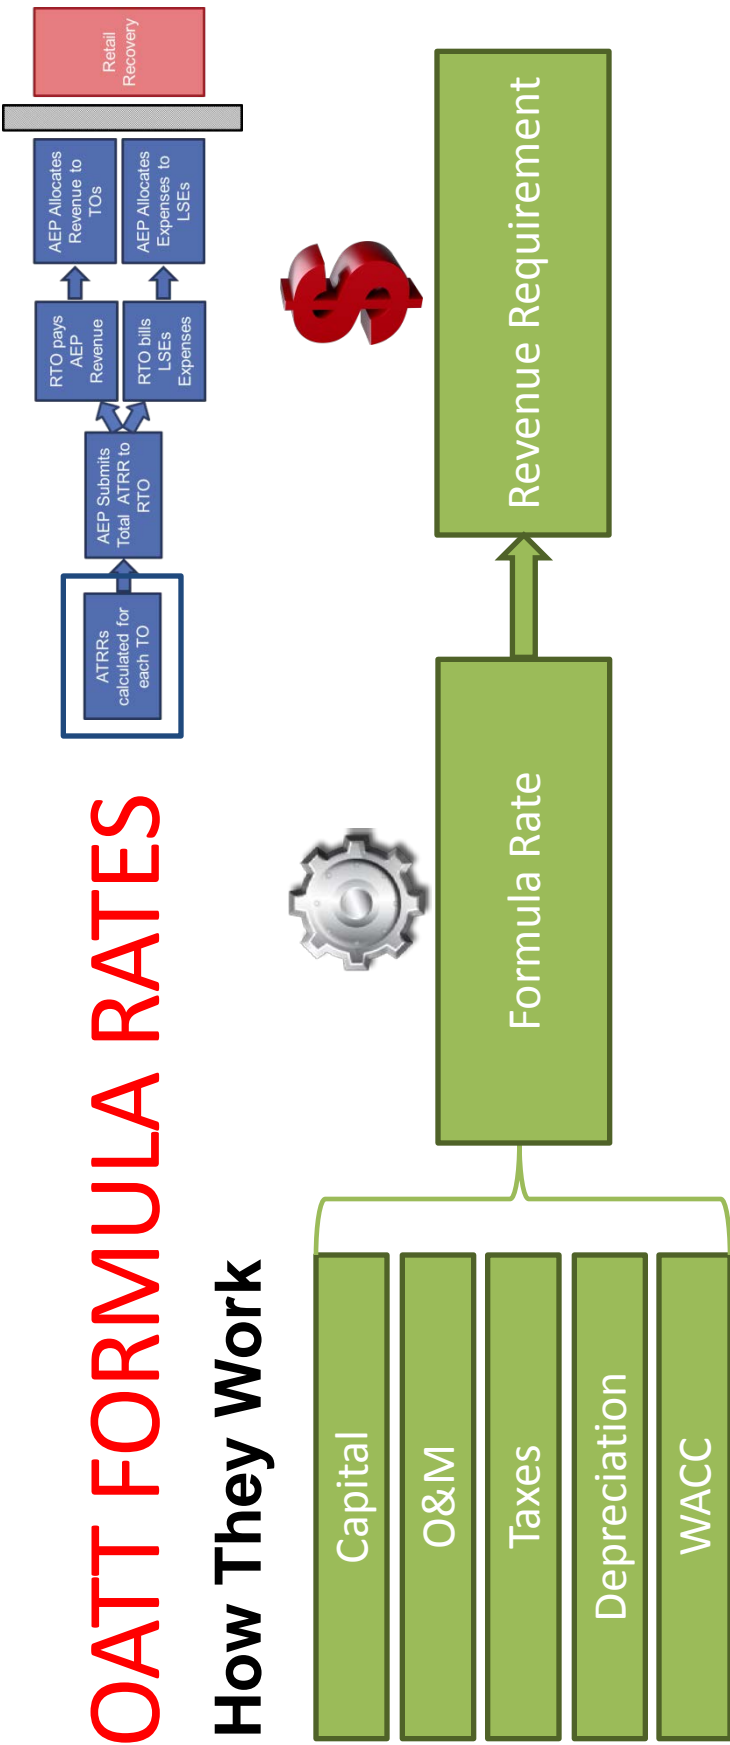 OATT FORMULA RATES
How They Work
ATRRs
calculated for
each TO
AEP Submits
Total ATRR to
RTO
RTO pays
AEP
Revenue
RTO bills
LSEs
Expenses
AEP Allocates
Revenue to
TOs
AEP Allocates
Expenses to
LSEs
Retail
Recovery
Capital
O&M
Taxes
Depreciation
WACC
Formula Rate
$
Revenue Requirement